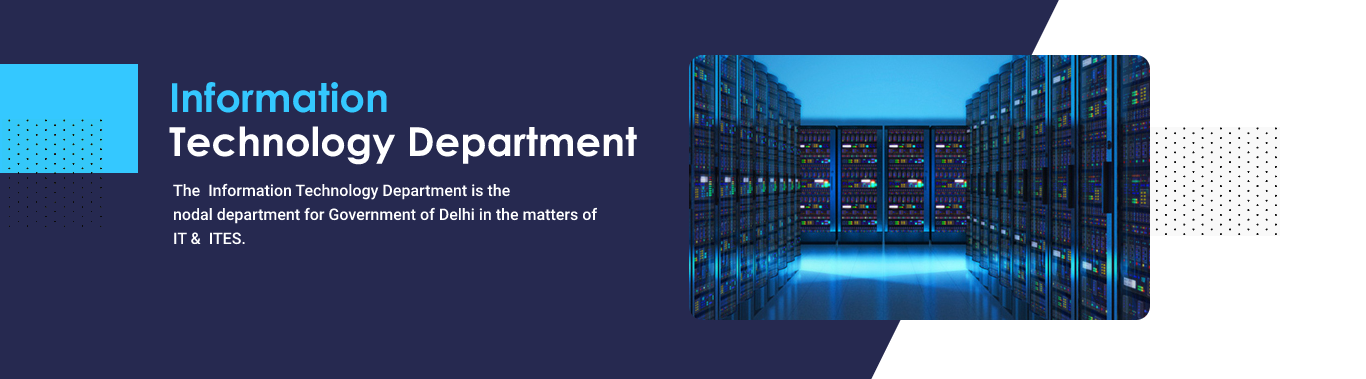 Information
Technology Department
The  Information Technology Department is the
nodal department for Government of Delhi in the matters of
IT &  ITES.